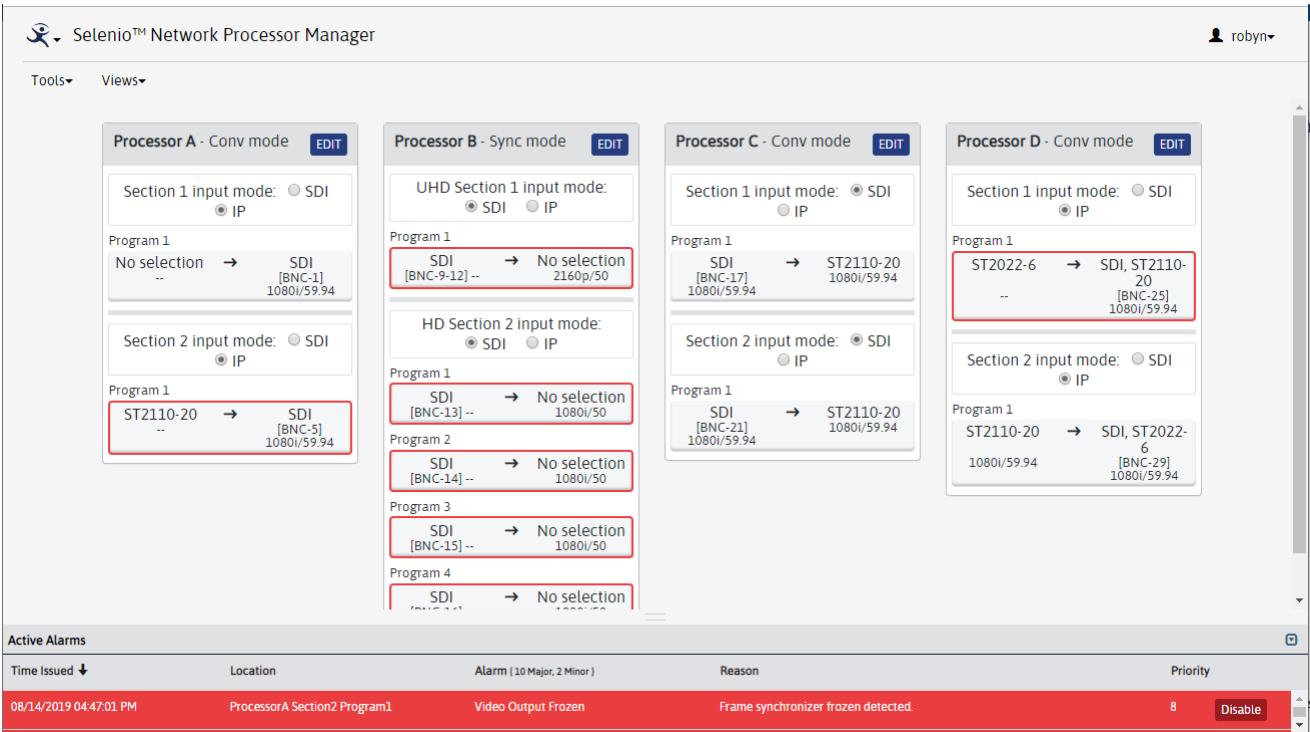 Selenio™ Network Processor Manager
robyn
Tools
Views
Processor A - Conv mode
EDIT
Section 1 input mode: SDI
IP
Program 1
No selection → SDI
-- [BNC-1]
1080i/59.94
Section 2 input mode: SDI
IP
Program 1
ST2110-20 → SDI
-- [BNC-5]
1080i/59.94
Processor B - Sync mode
EDIT
UHD Section 1 input mode:
SDI IP
Program 1
SDI → No selection
[BNC-9-12] -- 2160p/50
HD Section 2 input mode:
SDI IP
Program 1
SDI → No selection
[BNC-13] -- 1080i/50
Program 2
SDI → No selection
[BNC-14] -- 1080i/50
Program 3
SDI → No selection
[BNC-15] -- 1080i/50
Program 4
SDI → No selection
Processor C - Conv mode
EDIT
Section 1 input mode: SDI
IP
Program 1
SDI → ST2110-20
[BNC-17] 1080i/59.94
1080i/59.94
Section 2 input mode: SDI
IP
Program 1
SDI → ST2110-20
[BNC-21] 1080i/59.94
1080i/59.94
Processor D - Conv mode
EDIT
Section 1 input mode: SDI
IP
Program 1
ST2022-6 → SDI, ST2110-
20
-- [BNC-25]
1080i/59.94
Section 2 input mode: SDI
IP
Program 1
ST2110-20 → SDI, ST2022-
6
1080i/59.94 [BNC-29]
1080i/59.94
Active Alarms
Time Issued Location Alarm ( 10 Major, 2 Minor ) Reason Priority
08/14/2019 04:47:01 PM ProcessorA Section2 Program1 Video Output Frozen Frame synchronizer frozen detected. 8 Disable